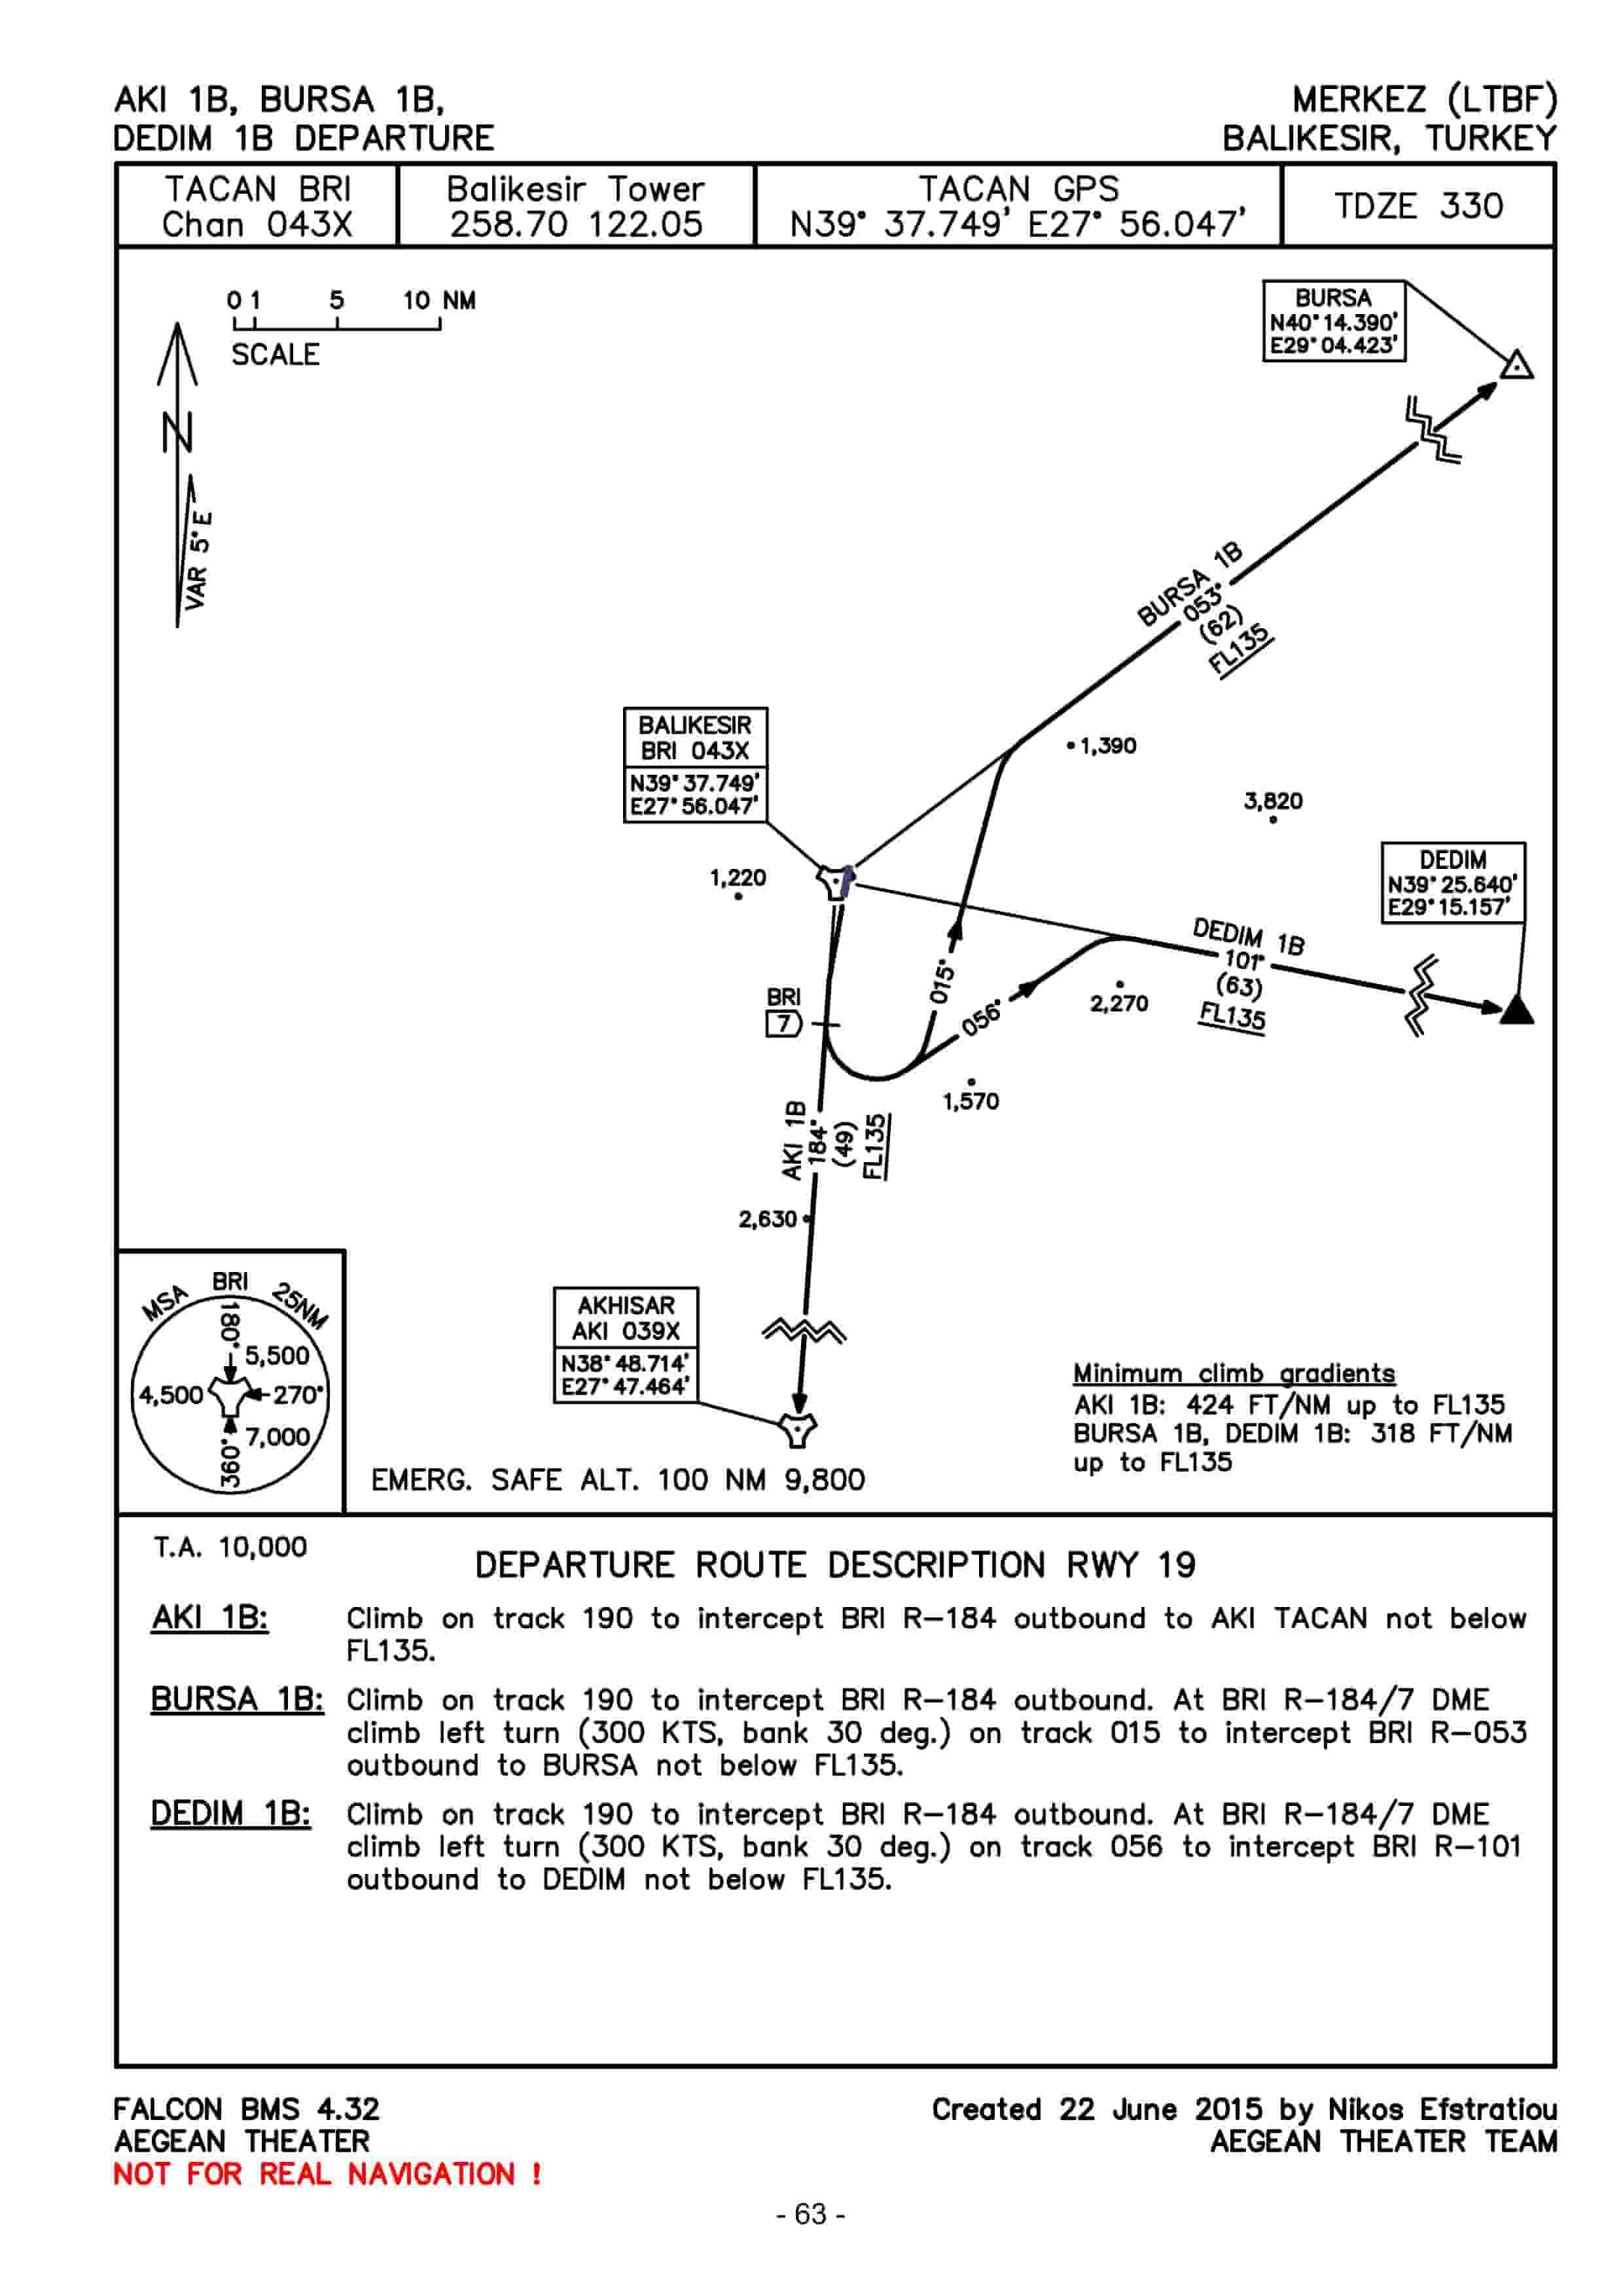 AKI 1B, BURSA 1B,
DEDIM 1B DEPARTURE
MERKEZ (LTBF)
BALIKESIR, TURKEY
TACAN BRI
Chan 043X
Balikesir Tower
258.70 122.05
TACAN GPS
N39° 37.749' E27° 56.047'
TDZE 330
0 1 5 10 NM
SCALE
N
VAR 5° E
BURSA
N40° 14.390'
E29° 04.423'
BURSA 1B
053°
(62)
FL135
BALIKESIR
BRI 043X
N39° 37.749'
E27° 56.047'
1,390
3,820
1,220
DEDIM
N39° 25.640'
E29° 15.157'
DEDIM 1B
101°
(63)
FL135
015°
056°
2,270
BRI
7
1,570
AKI 1B
184°
(49)
FL135
2,630
AKHISAR
AKI 039X
N38° 48.714'
E27° 47.464'
MSA BRI 25NM
180°
5,500
4,500
270°
7,000
360°
EMERG. SAFE ALT. 100 NM 9,800
Minimum climb gradients
AKI 1B: 424 FT/NM up to FL135
BURSA 1B, DEDIM 1B: 318 FT/NM
up to FL135
T.A. 10,000
DEPARTURE ROUTE DESCRIPTION RWY 19
AKI 1B: Climb on track 190 to intercept BRI R-184 outbound to AKI TACAN not below
FL135.
BURSA 1B: Climb on track 190 to intercept BRI R-184 outbound. At BRI R-184/7 DME
climb left turn (300 KTS, bank 30 deg.) on track 015 to intercept BRI R-053
outbound to BURSA not below FL135.
DEDIM 1B: Climb on track 190 to intercept BRI R-184 outbound. At BRI R-184/7 DME
climb left turn (300 KTS, bank 30 deg.) on track 056 to intercept BRI R-101
outbound to DEDIM not below FL135.
FALCON BMS 4.32
AEGEAN THEATER
NOT FOR REAL NAVIGATION !
Created 22 June 2015 by Nikos Efstratiou
AEGEAN THEATER TEAM
- 63 -